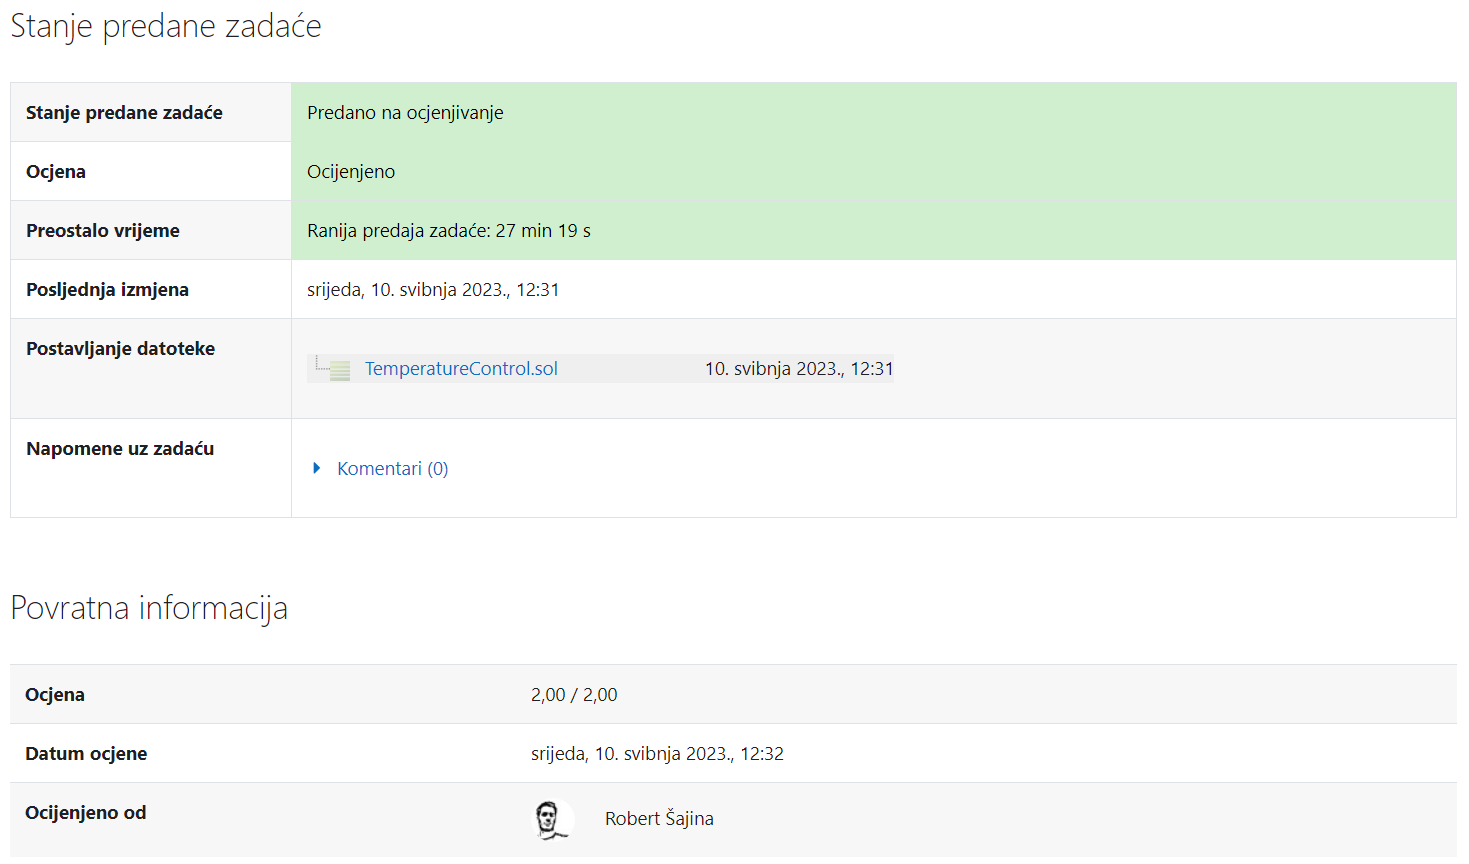 Stanje predane zadaće
Stanje predane zadaće Predano na ocjenjivanje
Ocjena Ocijenjeno
Preostalo vrijeme Ranija predaja zadaće: 27 min 19 s
Posljednja izmjena srijeda, 10. svibnja 2023., 12:31
Postavljanje datoteke TemperatureControl.sol 10. svibnja 2023., 12:31
Napomene uz zadaću Komentari (0)
Povratna informacija
Ocjena 2,00 / 2,00
Datum ocjene srijeda, 10. svibnja 2023., 12:32
Ocijenjeno od Robert Šajina